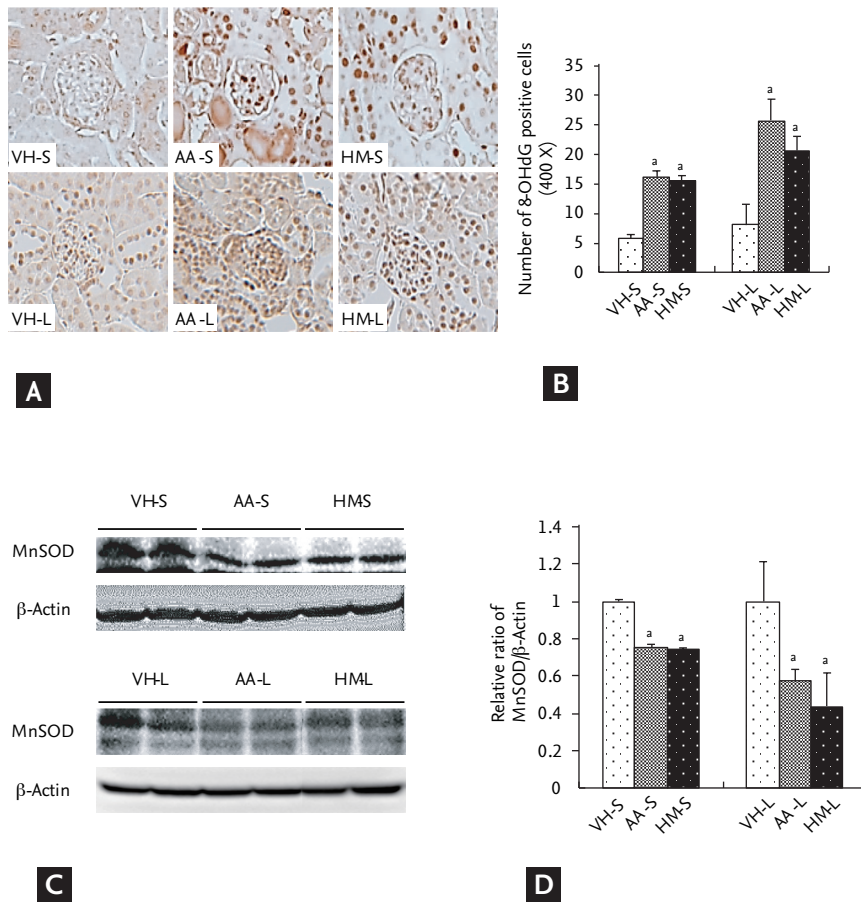 VH-S
AA-S
HM-S
VH-L
AA-L
HM-L
A
Number of 8-OHdG positive cells
(400 X)
35
30
25
20
15
10
5
0
a
a
a
a
VH-S
AA-S
HM-S
VH-L
AA-L
HM-L
B
VH-S
AA-S
HM-S
MnSOD
β-Actin
VH-L
AA-L
HM-L
MnSOD
β-Actin
C
Relative ratio of
MnSOD/β-Actin
1.4
1.2
1
0.8
0.6
0.4
0.2
0
a
a
a
a
VH-S
AA-S
HM-S
VH-L
AA-L
HM-L
D